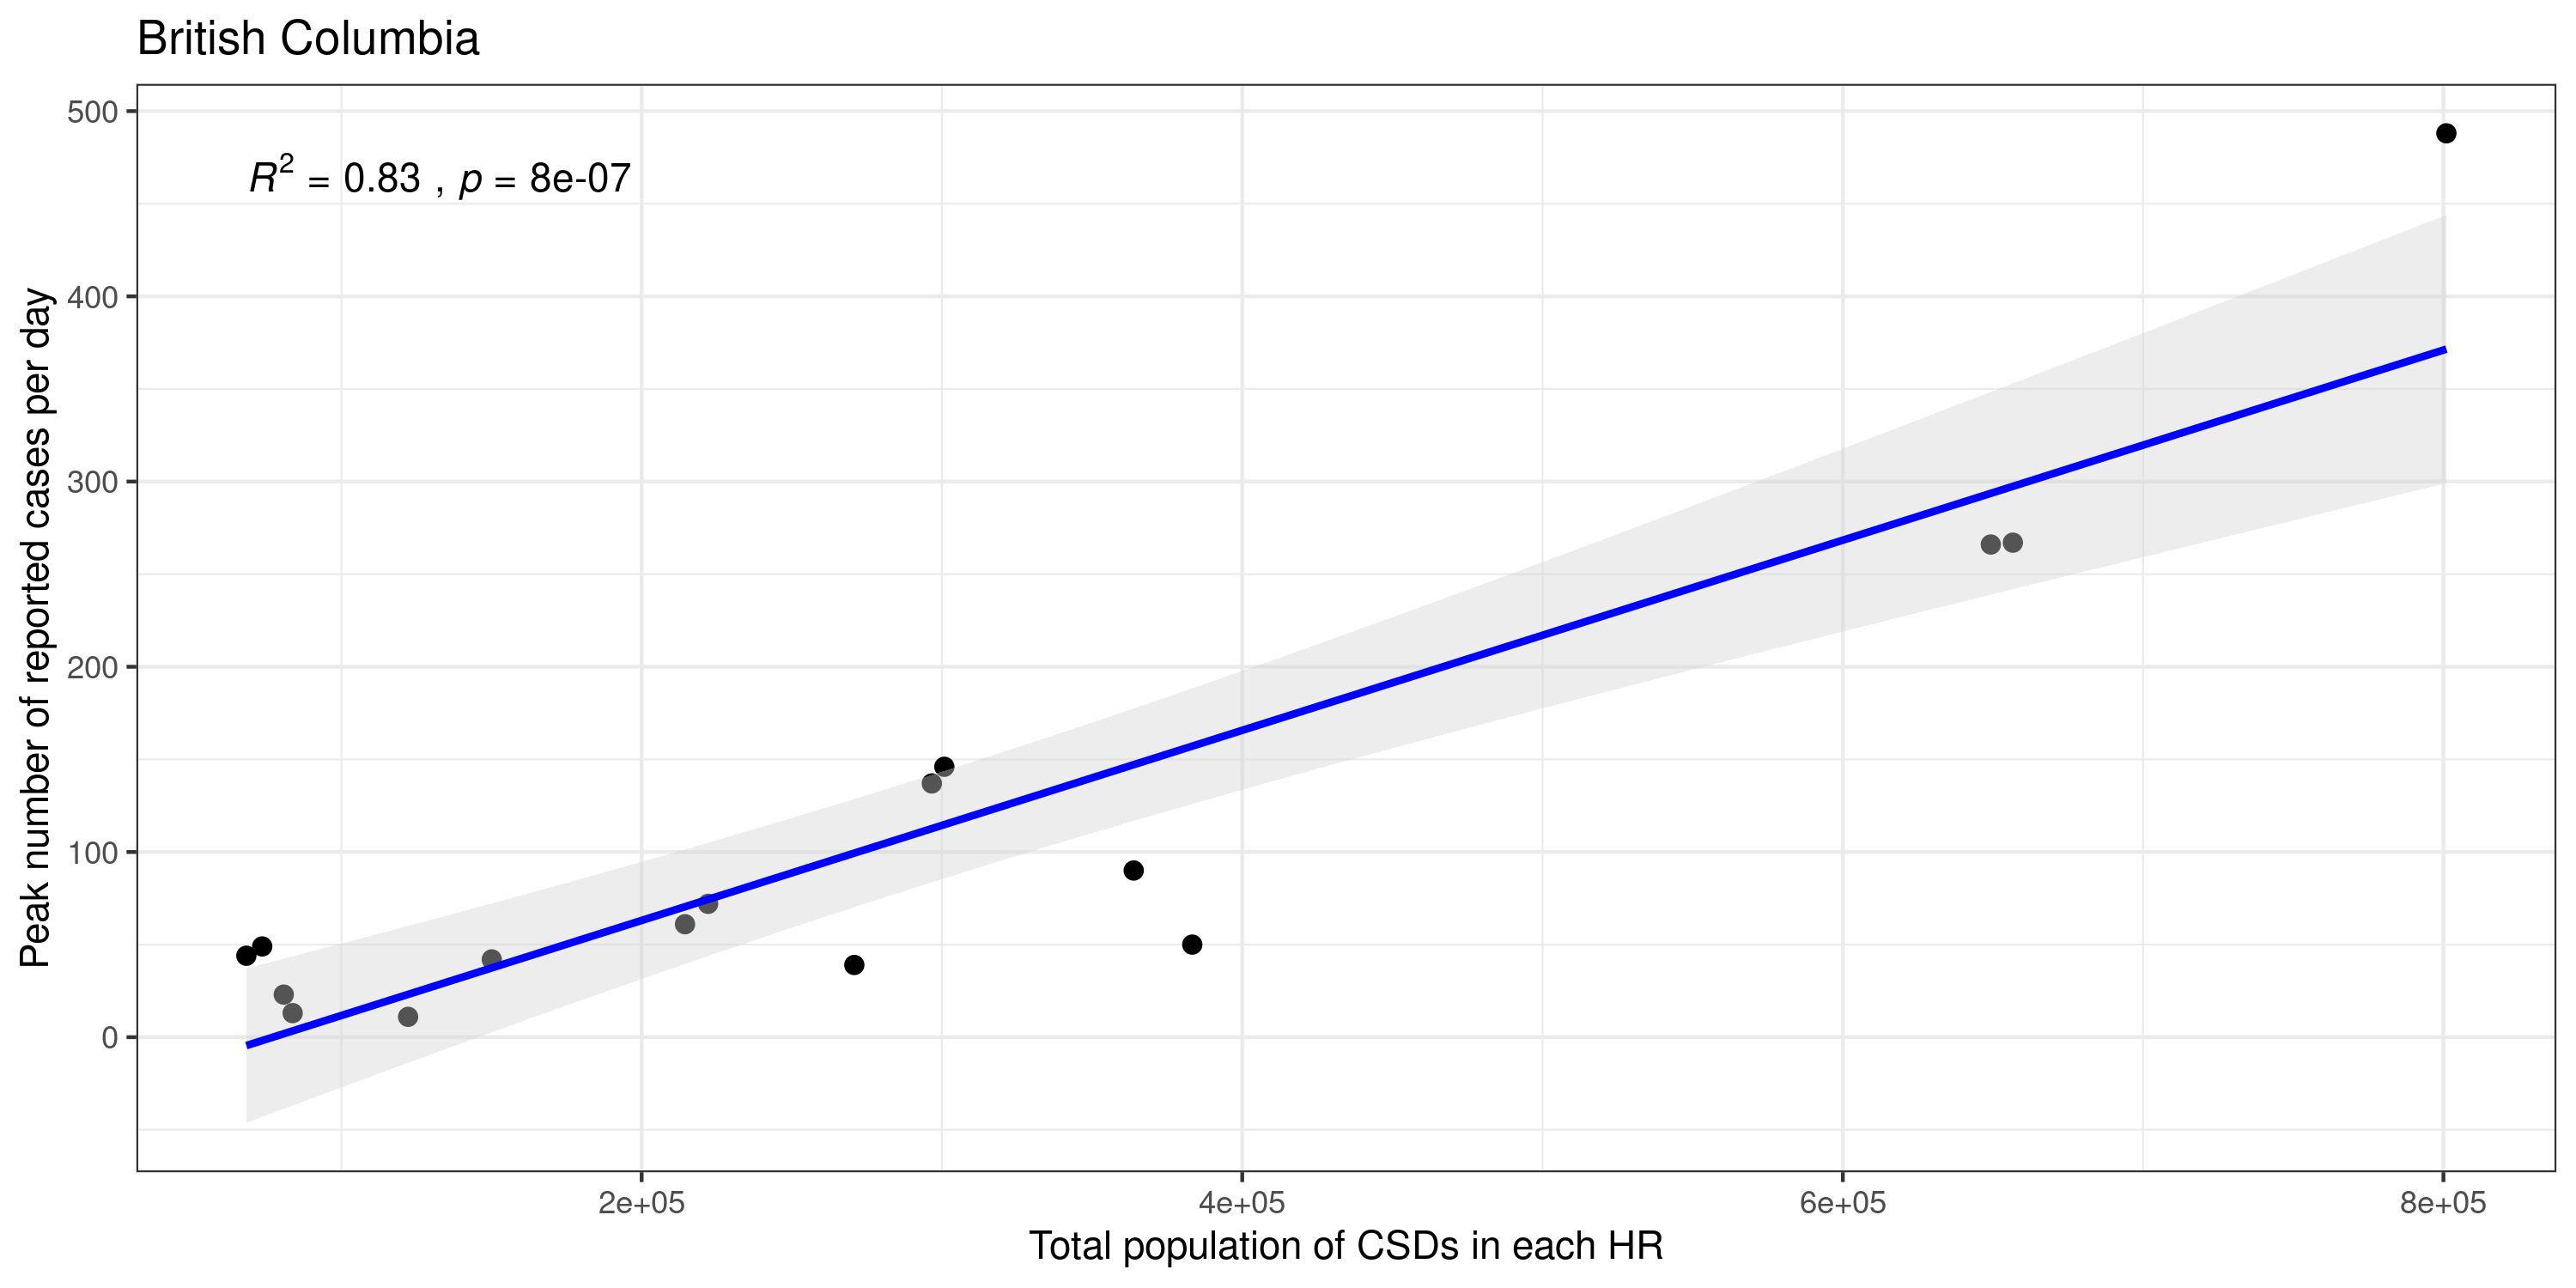 British Columbia
R² = 0.83 , p = 8e-07
Peak number of reported cases per day
500
400
300
200
100
0
2e+05 4e+05 6e+05 8e+05
Total population of CSDs in each HR